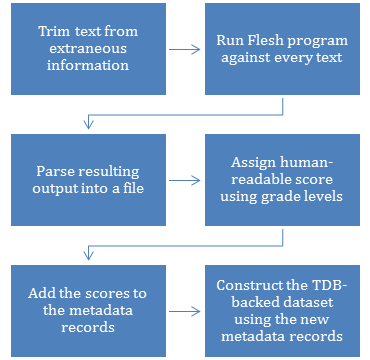 Trim text from
extraneous
information
Run Flesh program
against every text
Parse resulting
output into a file
Assign human-
readable score
using grade levels
Add the scores to
the metadata
records
Construct the TDB-
backed dataset
using the new
metadata records